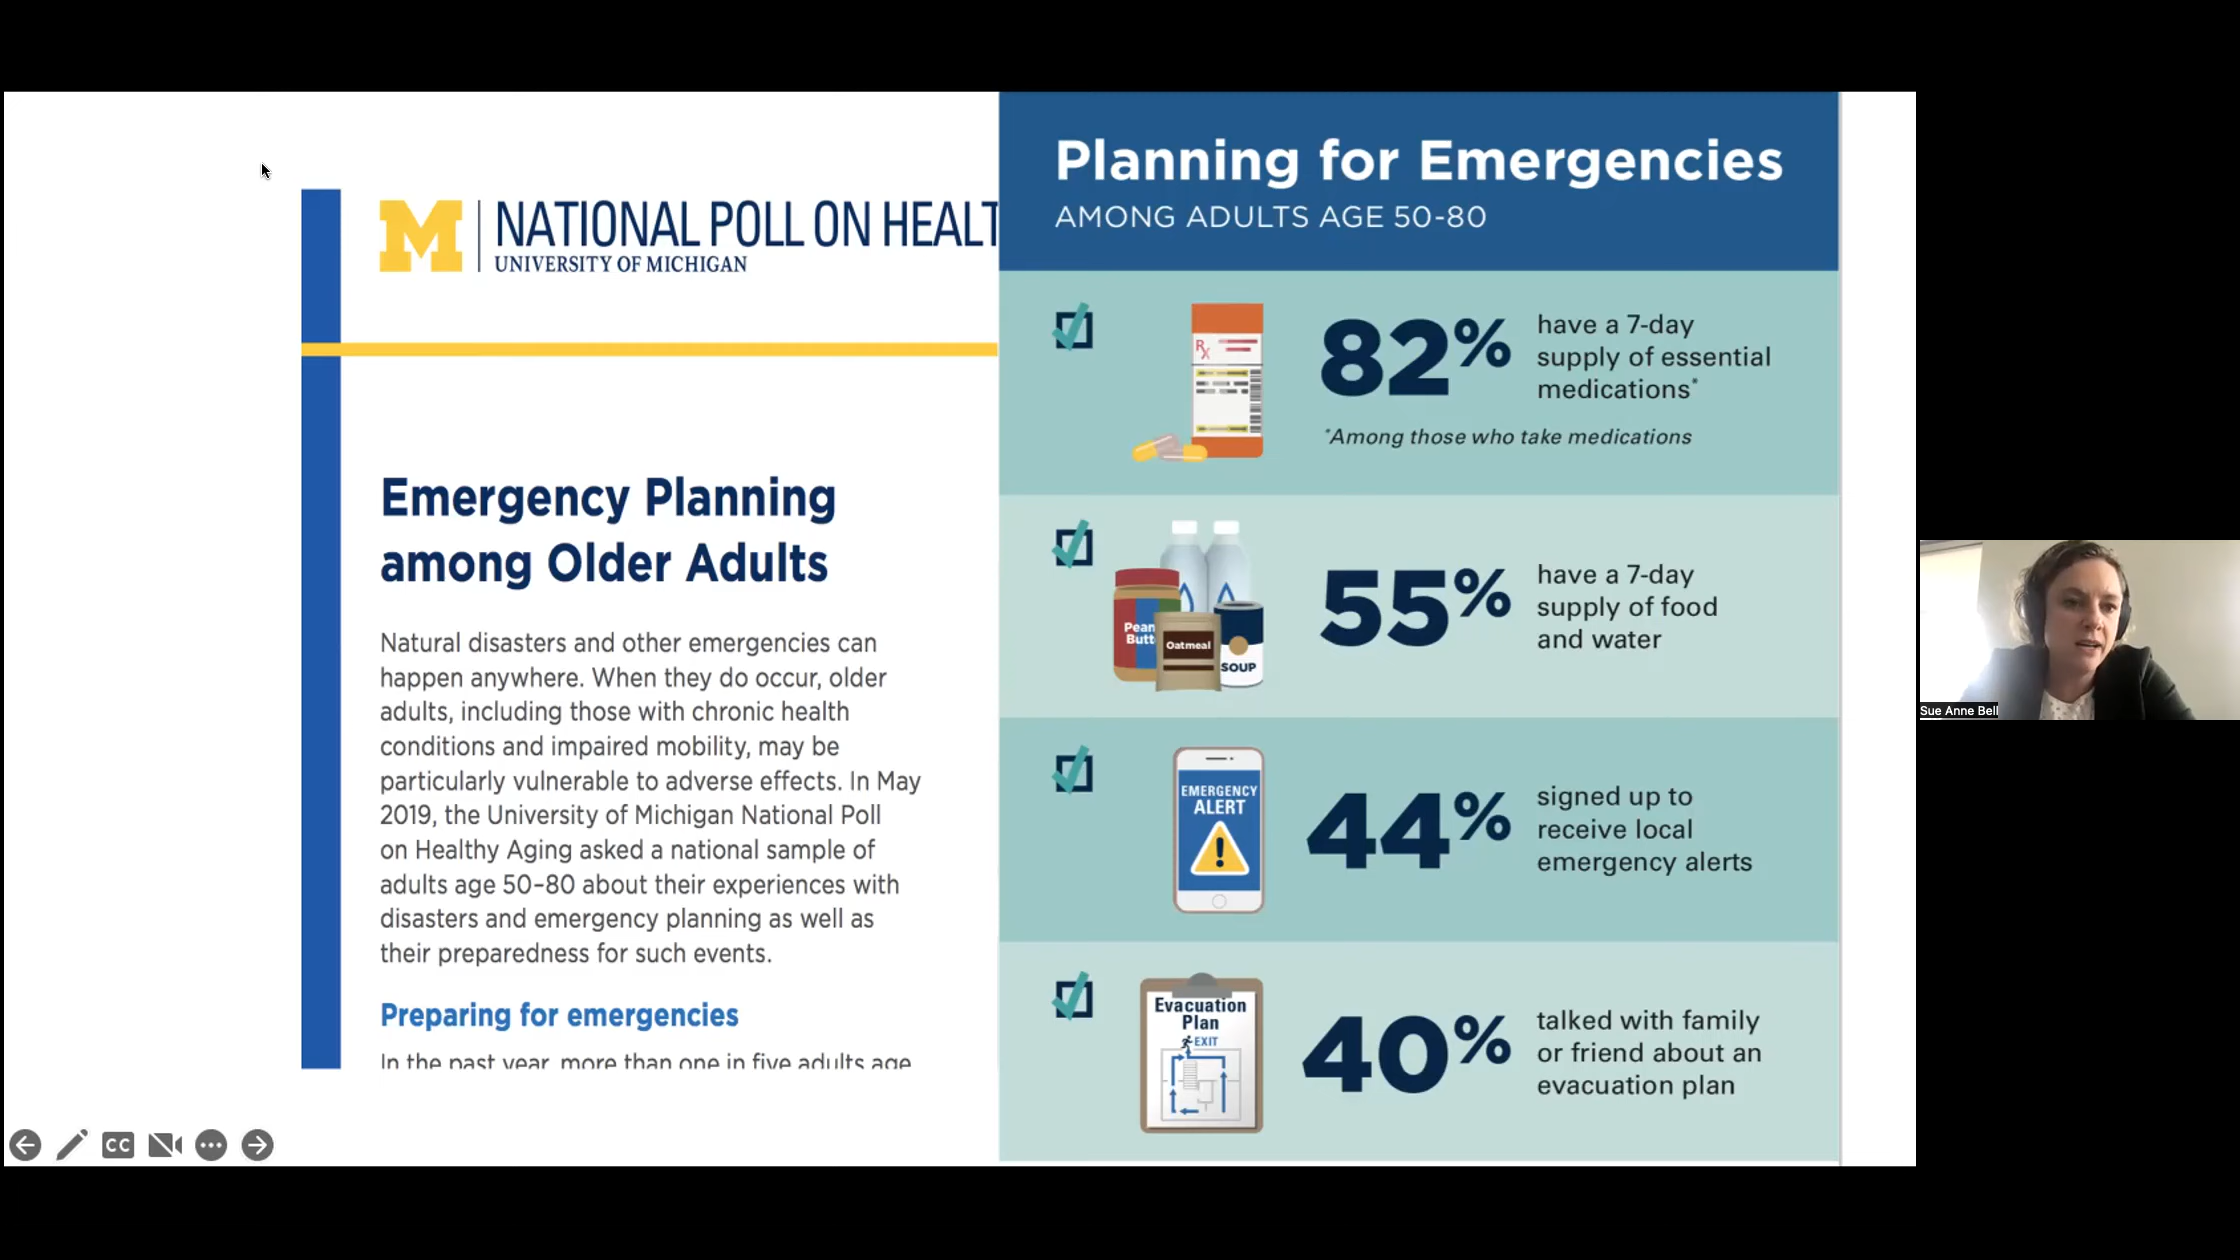 M
NATIONAL POLL ON HEALT
UNIVERSITY OF MICHIGAN
Emergency Planning
among Older Adults
Natural disasters and other emergencies can
happen anywhere. When they do occur, older
adults, including those with chronic health
conditions and impaired mobility, may be
particularly vulnerable to adverse effects. In May
2019, the University of Michigan National Poll
on Healthy Aging asked a national sample of
adults age 50–80 about their experiences with
disasters and emergency planning as well as
their preparedness for such events.
Preparing for emergencies
In the past year, more than one in five adults age
Planning for Emergencies
AMONG ADULTS AGE 50-80
Rx
82%
have a 7-day
supply of essential
medications*
*Among those who take medications
Pean
Butt
Oatmeal
SOUP
55%
have a 7-day
supply of food
and water
EMERGENCY
ALERT
!
44%
signed up to
receive local
emergency alerts
Evacuation
Plan
EXIT
40%
talked with family
or friend about an
evacuation plan
CC
Sue Anne Bell